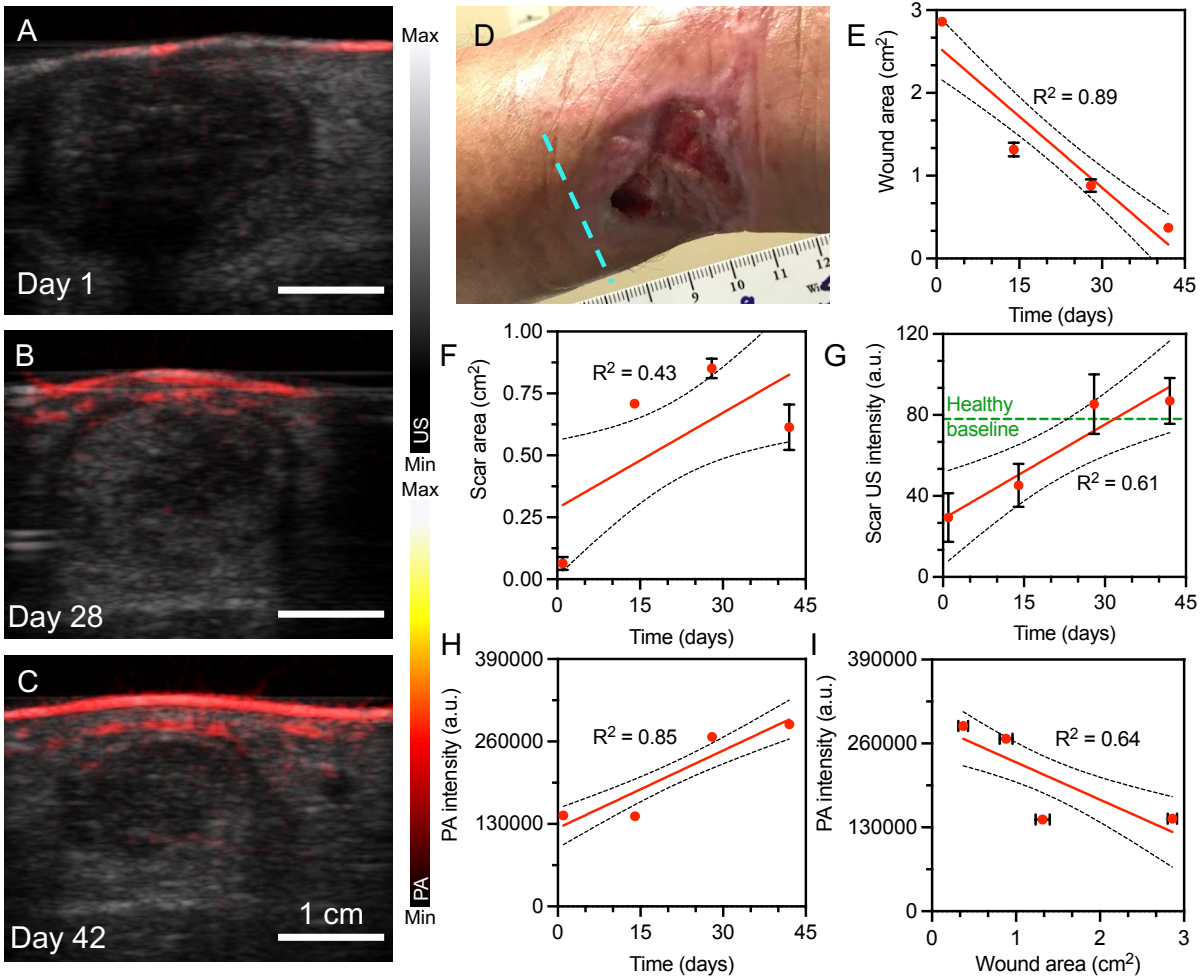 A
Day 1
B
Day 28
C
1 cm
Day 42
Max
US
Min
Max
PA
Min
D
9
10
11
12
E
Wound area (cm²)
3
2
1
0
R² = 0.89
0
15
30
45
Time (days)
F
Scar area (cm²)
1.00
0.75
0.50
0.25
0.00
R² = 0.43
0
15
30
45
Time (days)
G
Scar US intensity (a.u.)
120
80
40
0
Healthy
baseline
R² = 0.61
0
15
30
45
Time (days)
H
PA intensity (a.u.)
390000
260000
130000
0
R² = 0.85
0
15
30
45
Time (days)
I
PA intensity (a.u.)
390000
260000
130000
0
R² = 0.64
0
1
2
3
Wound area (cm²)